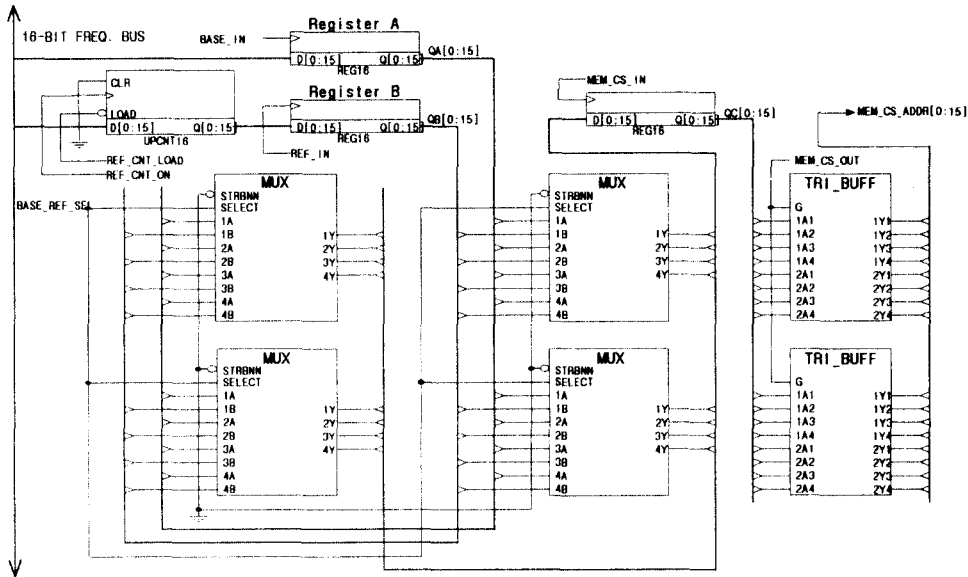 16-BIT FREQ. BUS
BASE_IN
Register A
D[0:15] Q[0:15]
REG16
QA[0:15]
CLR
LOAD
D[0:15] Q[0:15]
UPCNT16
REF_CNT_LOAD
REF_CNT_ON
Register B
D[0:15] Q[0:15]
REG16
QB[0:15]
REF_IN
MEM_CS_IN
D[0:15] Q[0:15]
REG16
QC[0:15]
MEM_CS_ADDR[0:15]
MEM_CS_OUT
BASE_REF_SEL
MUX
STRBNN
SELECT
1A
1B
2A
2B
3A
3B
4A
4B
1Y
2Y
3Y
4Y
MUX
STRBNN
SELECT
1A
1B
2A
2B
3A
3B
4A
4B
1Y
2Y
3Y
4Y
TRI_BUFF
G
1A1
1A2
1A3
1A4
2A1
2A2
2A3
2A4
1Y1
1Y2
1Y3
1Y4
2Y1
2Y2
2Y3
2Y4
MUX
STRBNN
SELECT
1A
1B
2A
2B
3A
3B
4A
4B
1Y
2Y
3Y
4Y
MUX
STRBNN
SELECT
1A
1B
2A
2B
3A
3B
4A
4B
1Y
2Y
3Y
4Y
TRI_BUFF
G
1A1
1A2
1A3
1A4
2A1
2A2
2A3
2A4
1Y1
1Y2
1Y3
1Y4
2Y1
2Y2
2Y3
2Y4